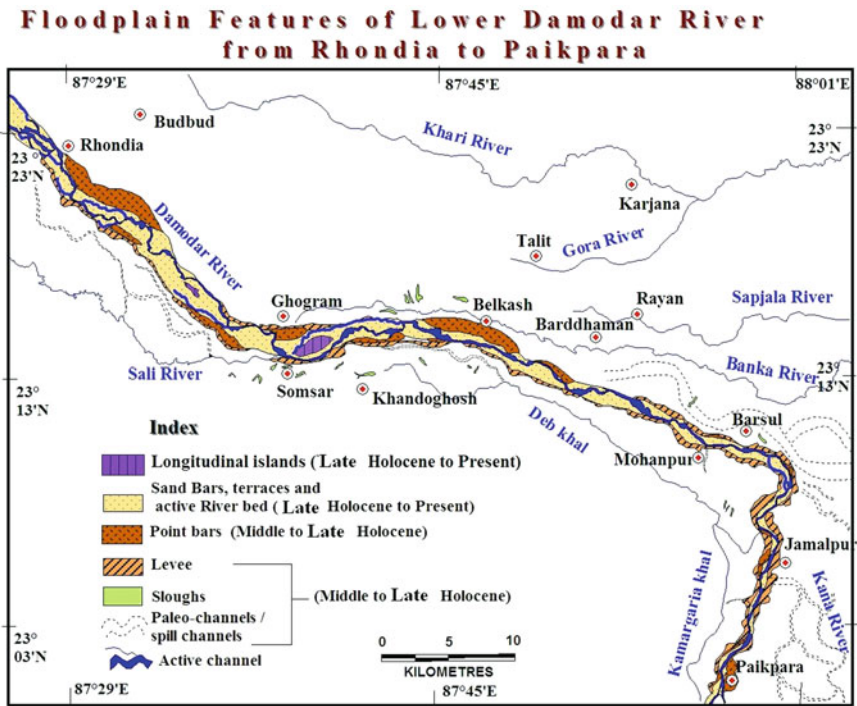 Floodplain Features of Lower Damodar River
from Rhondia to Paikpara
87°29'E
87°45'E
88°01'E
Budbud
Rhondia
23°
23'N
23°
23'N
Khari River
Karjana
Talit
Gora River
Damodar River
Ghogram
Belkash
Rayan
Sapjala River
Barddhaman
Banka River
Sali River
23°
13'N
23°
13'N
Somsar
Khandoghosh
Deb khal
Barsul
Mohanpur
Index
Longitudinal islands (Late Holocene to Present)
Sand Bars, terraces and
active River bed (Late Holocene to Present)
Point bars (Middle to Late Holocene)
Levee
Sloughs
(Middle to Late Holocene)
Paleo-channels /
spill channels
Active channel
Jamalpur
Kana River
Kamargaria khal
Paikpara
23°
03'N
0 5 10
KILOMETRES
87°29'E
87°45'E